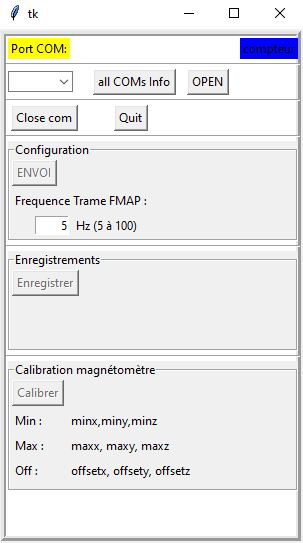 tk
Port COM: compteur
all COMs Info OPEN
Close com Quit
Configuration
ENVOI
Frequence Trame FMAP :
5 Hz (5 à 100)
Enregistrements
Enregistrer
Calibration magnétomètre
Calibrer
Min : minx,miny,minz
Max : maxx, maxy, maxz
Off : offsetx, offsety, offsetz